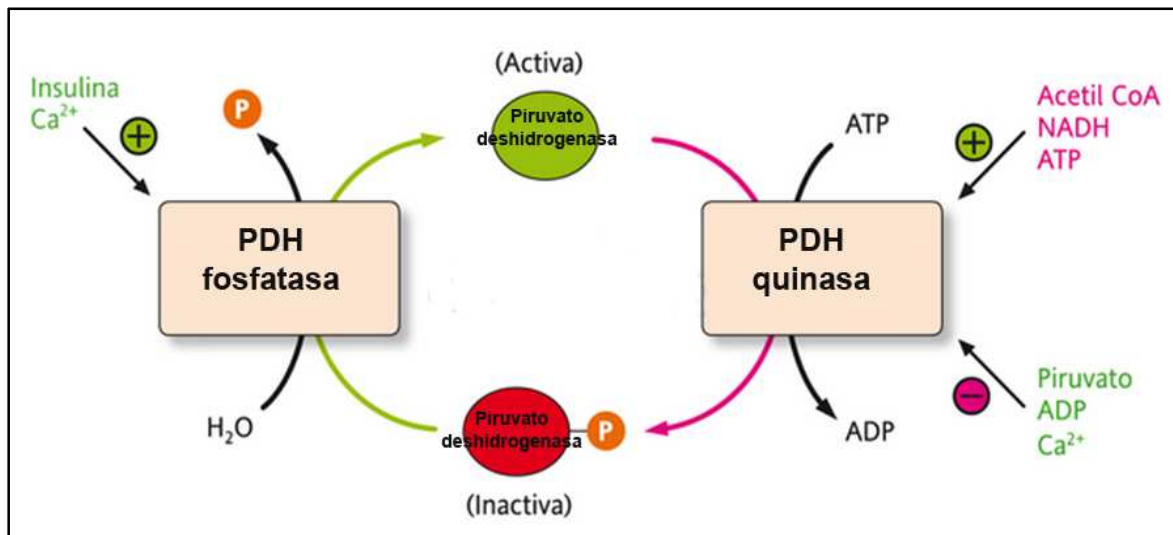 (Activa)
Insulina
Ca²⁺
+
P
Piruvato
deshidrogenasa
ATP
+
Acetil CoA
NADH
ATP
PDH
fosfatasa
PDH
quinasa
H₂O
Piruvato
deshidrogenasa
P
(Inactiva)
ADP
−
Piruvato
ADP
Ca²⁺